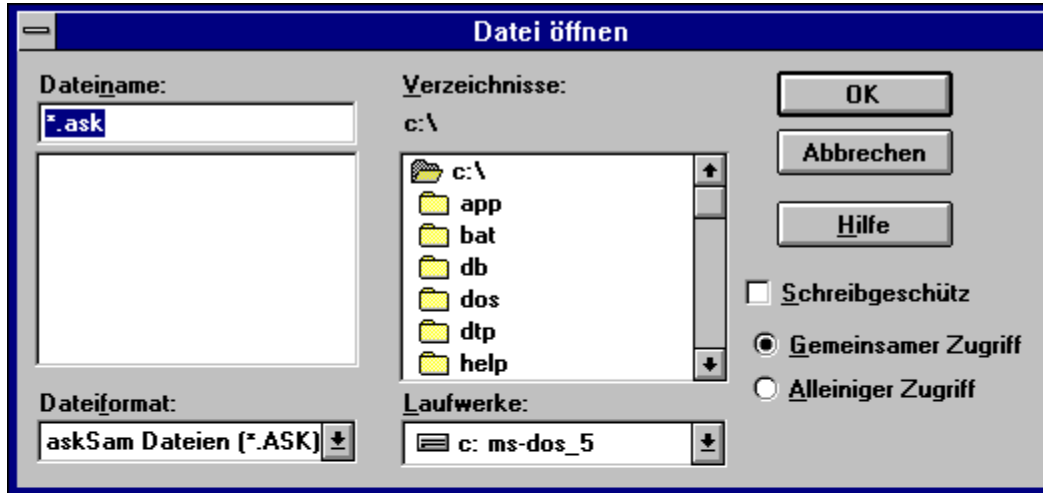 Datei öffnen
Dateiname:
*.ask
Dateiformat:
askSam Dateien (*.ASK)
Verzeichnisse:
c:\
c:\
app
bat
db
dos
dtp
help
Laufwerke:
c: ms-dos_5
OK
Abbrechen
Hilfe
Schreibgeschütz
Gemeinsamer Zugriff
Alleiniger Zugriff